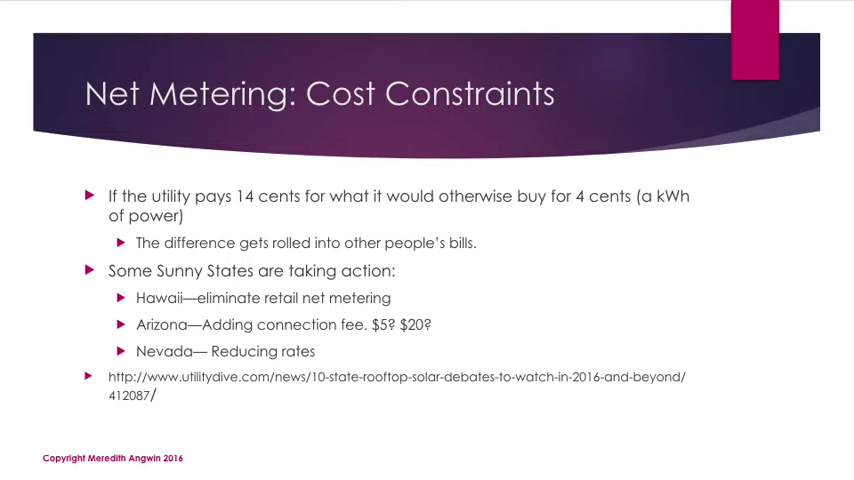 Net Metering: Cost Constraints
If the utility pays 14 cents for what it would otherwise buy for 4 cents (a kWh
of power)
The difference gets rolled into other people's bills.
Some Sunny States are taking action:
Hawaii—eliminate retail net metering
Arizona—Adding connection fee. $5? $20?
Nevada— Reducing rates
http://www.utilitydive.com/news/10-state-rooftop-solar-debates-to-watch-in-2016-and-beyond/
412087/
Copyright Meredith Angwin 2016